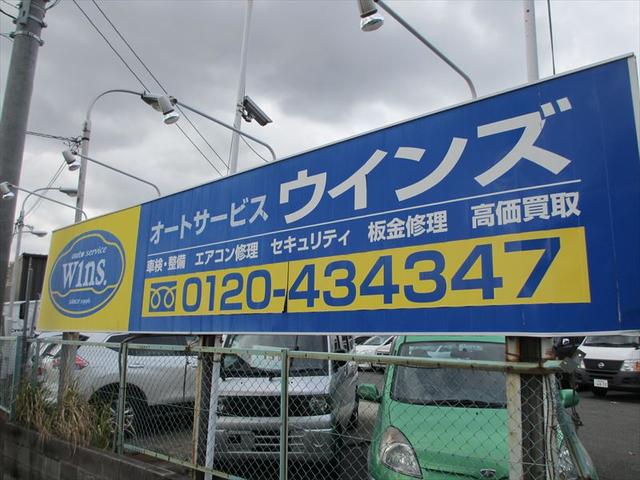 auto service
Wins.
SINCE 1996
オートサービス ウインズ
車検・整備 エアコン修理 セキュリティ 板金修理 高価買取
0120-434347